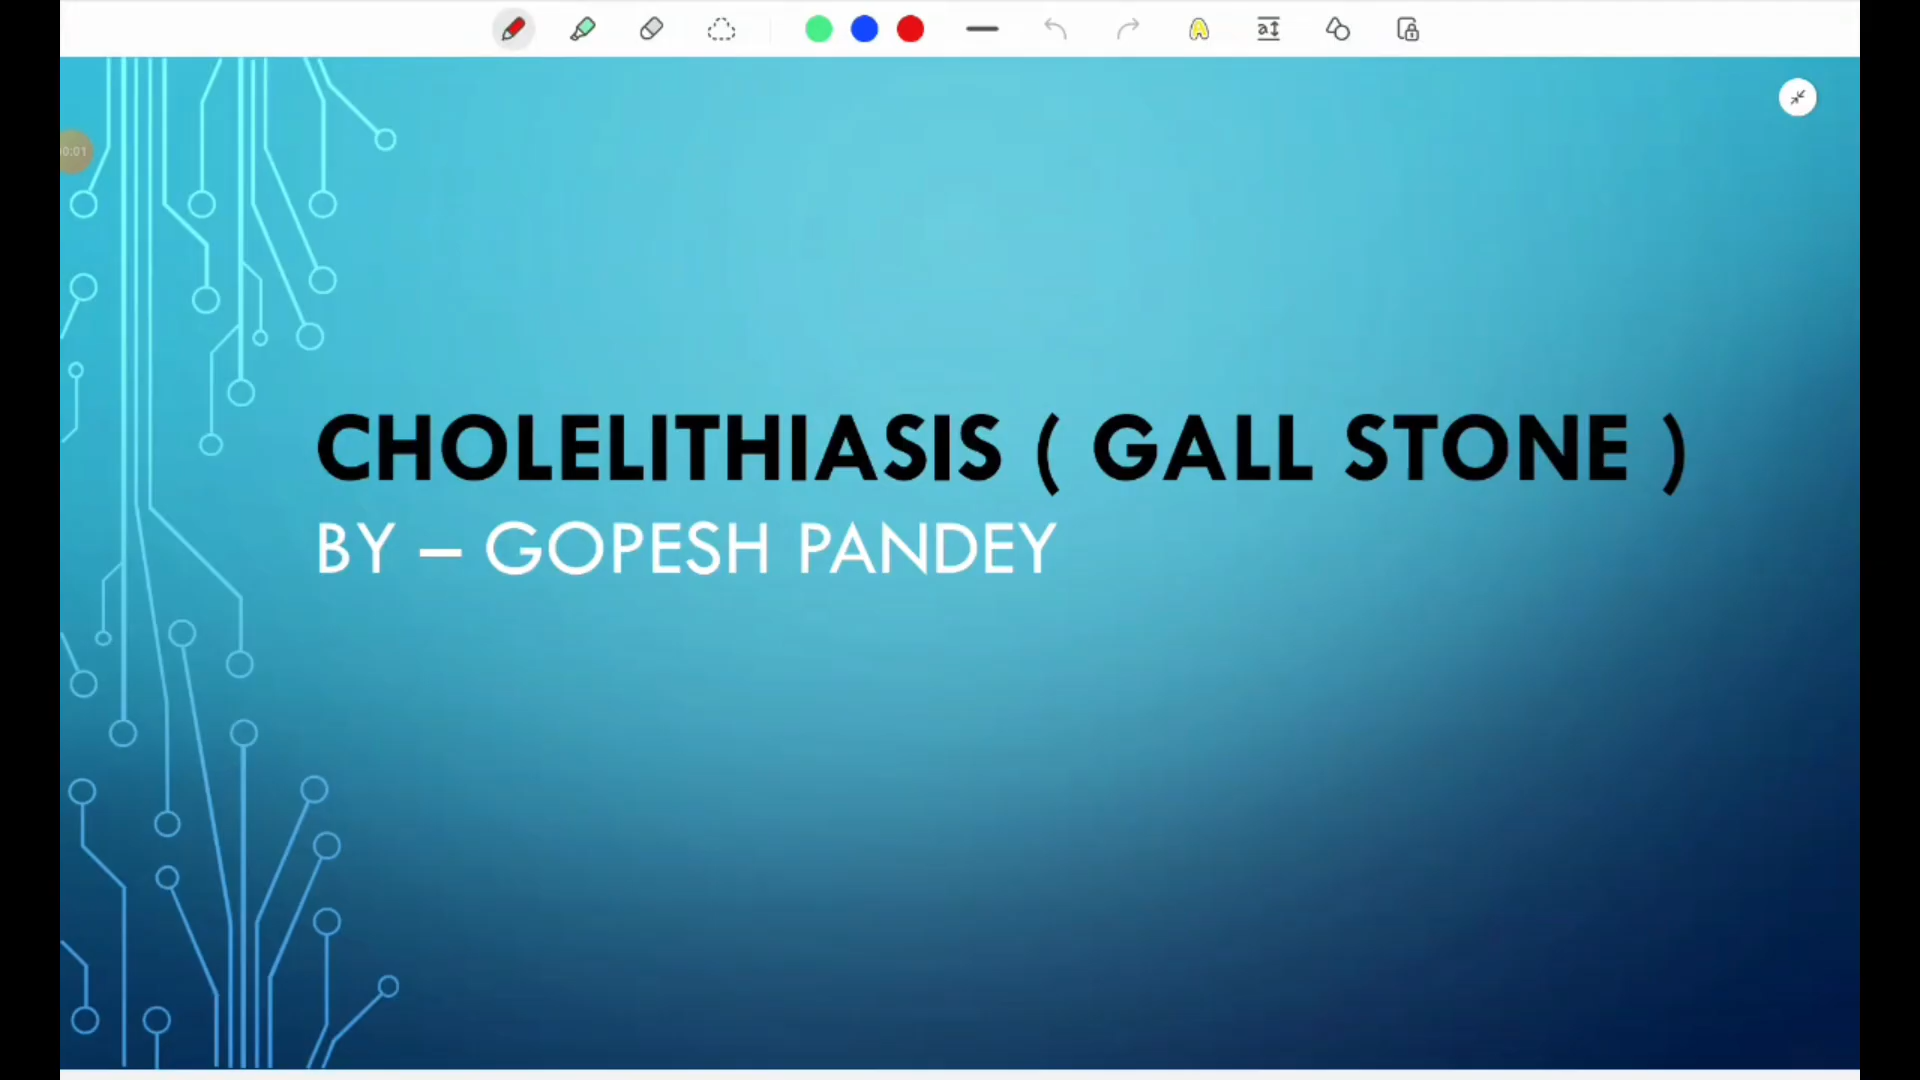 CHOLELITHIASIS ( GALL STONE )
BY – GOPESH PANDEY